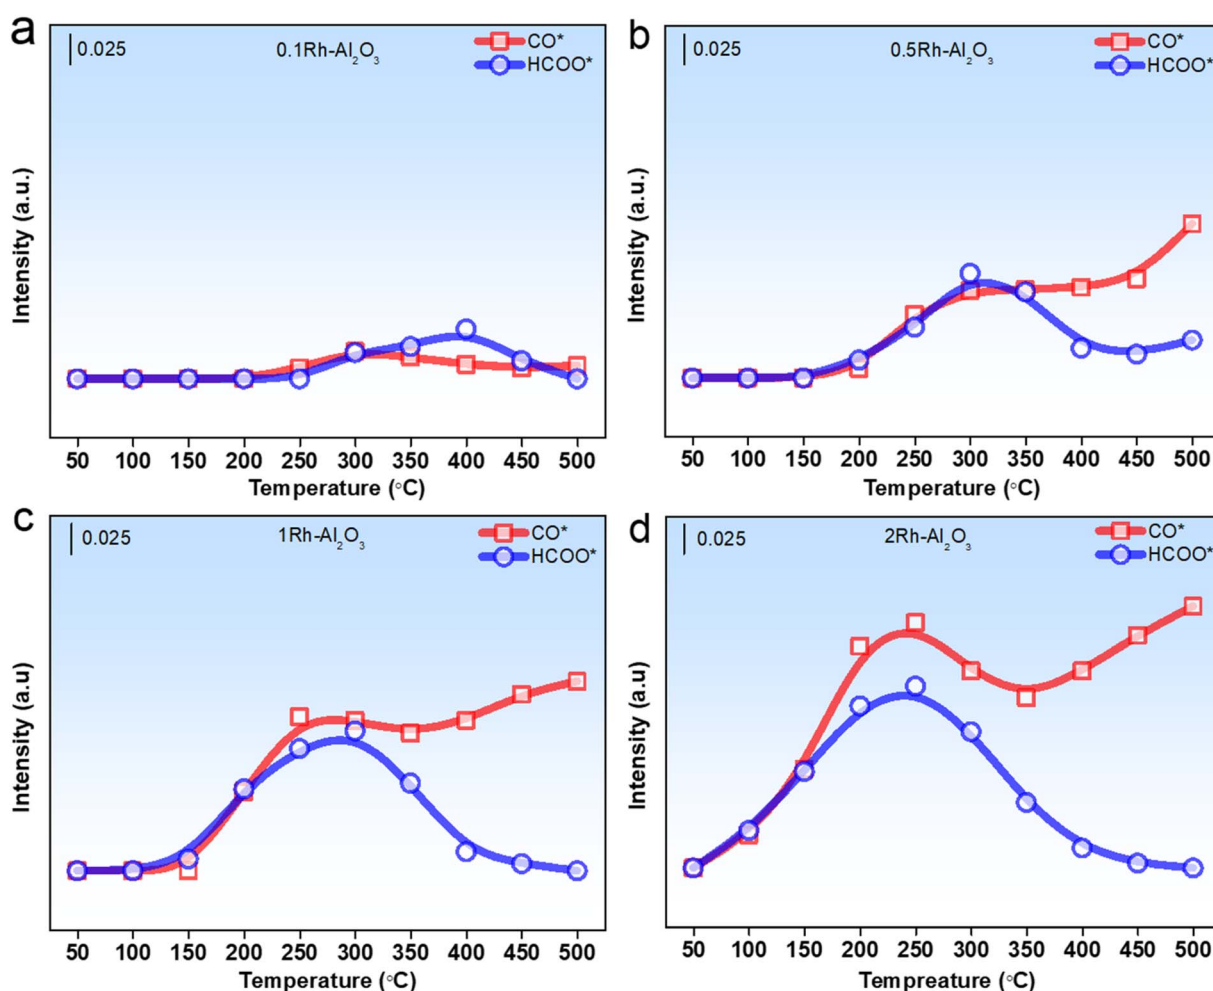 a
0.025
0.1Rh-Al₂O₃
CO*
HCOO*
Intensity (a.u.)
50 100 150 200 250 300 350 400 450 500
Temperature (°C)
b
0.025
0.5Rh-Al₂O₃
CO*
HCOO*
Intensity (a.u.)
50 100 150 200 250 300 350 400 450 500
Temperature (°C)
c
0.025
1Rh-Al₂O₃
CO*
HCOO*
Intensity (a.u)
50 100 150 200 250 300 350 400 450 500
Temperature (°C)
d
0.025
2Rh-Al₂O₃
CO*
HCOO*
Intensity (a.u)
50 100 150 200 250 300 350 400 450 500
Tempreature (°C)